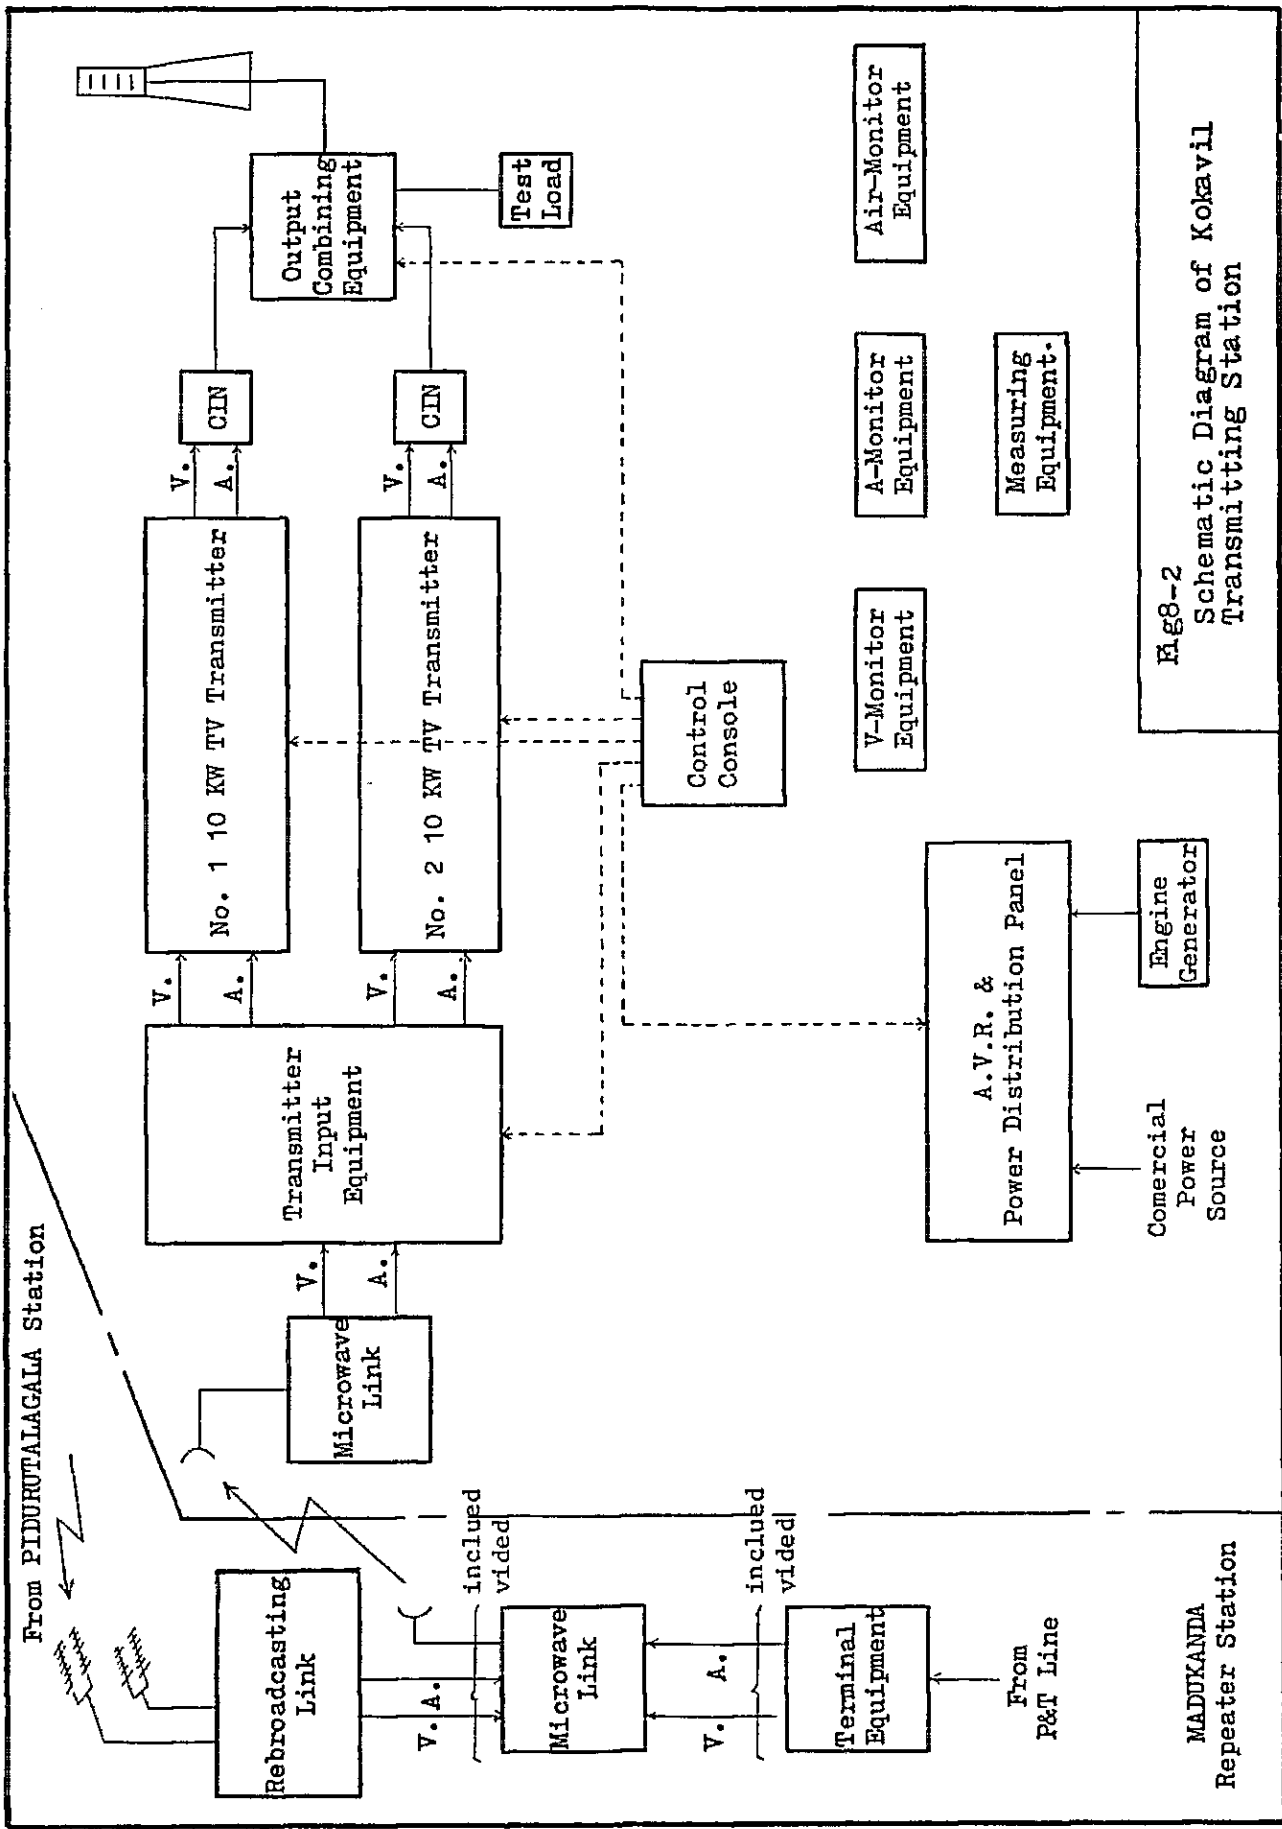 From PIDURUTALAGALA Station
Rebroadcasting
Link
V. A.
inclued
vided
Microwave
Link
V. A.
inclued
vided
Terminal
Equipment
From
P&T Line
MADUKANDA
Repeater Station
Microwave
Link
V.
A.
Transmitter
Input
Equipment
V.
A.
V.
A.
No. 1 10 KW TV Transmitter
No. 2 10 KW TV Transmitter
V.
A.
V.
A.
CIN
CIN
Output
Combining
Equipment
Test
Load
Control
Console
A.V.R. &
Power Distribution Panel
Comercial
Power
Source
Engine
Generator
V-Monitor
Equipment
A-Monitor
Equipment
Air-Monitor
Equipment
Measuring
Equipment.
Fig8-2
Schematic Diagram of Kokavil
Transmitting Station